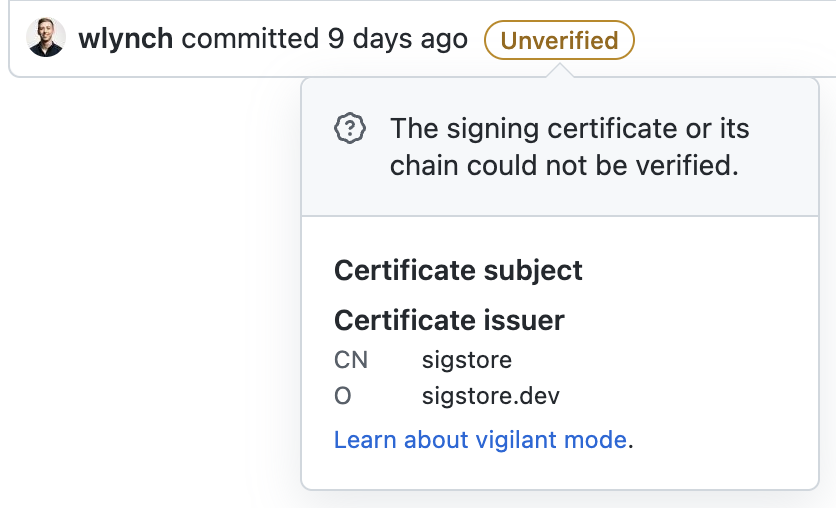 wlynch committed 9 days ago Unverified
The signing certificate or its
chain could not be verified.
Certificate subject
Certificate issuer
CN sigstore
O sigstore.dev
Learn about vigilant mode.